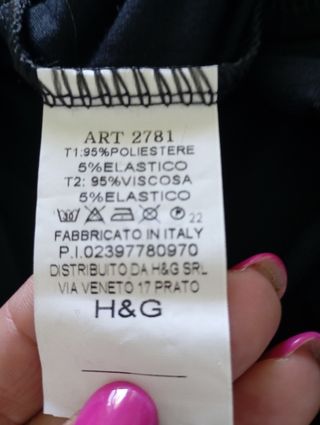 ART 2781
T1:95%POLIESTERE
5%ELASTICO
T2: 95%VISCOSA
5%ELASTICO
P 22
FABBRICATO IN ITALY
P.I.02397780970
DISTRIBUITO DA H&G SRL
VIA VENETO 17 PRATO
H&G